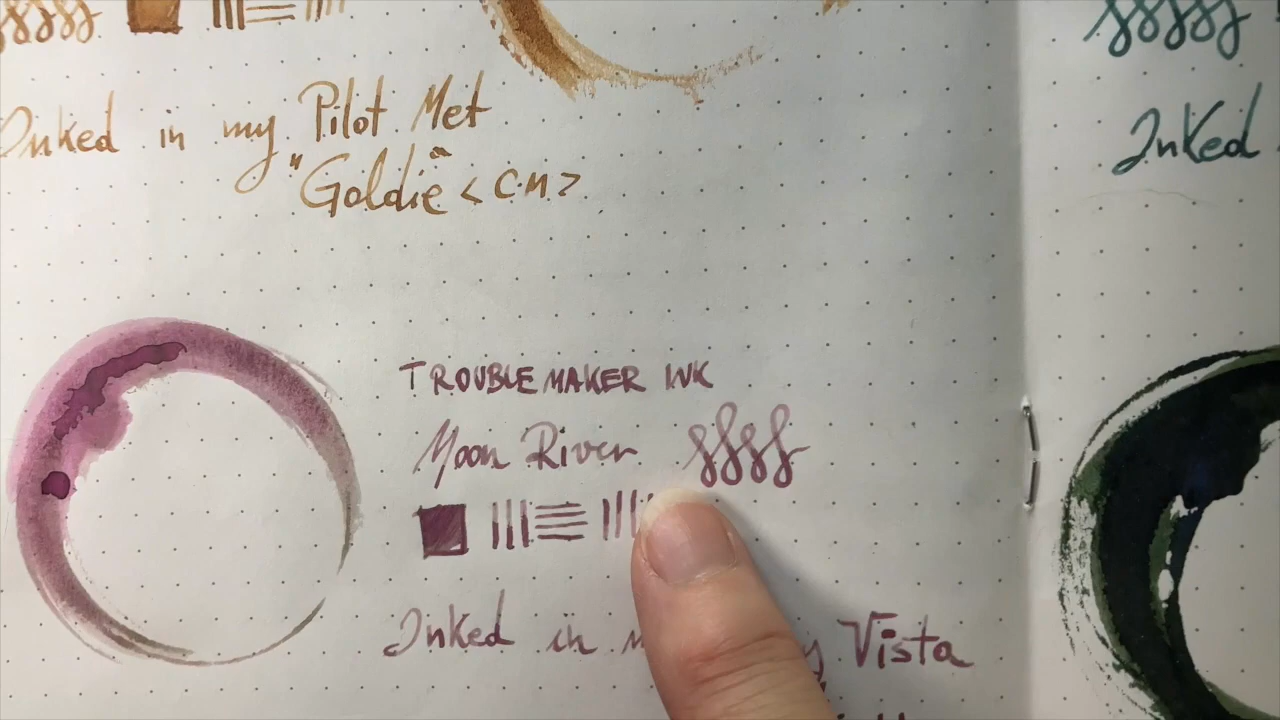 Inked in my Pilot Met
"Goldie" <CM>
Inked
TROUBLEMAKER INK
Moon River
Inked in Vista